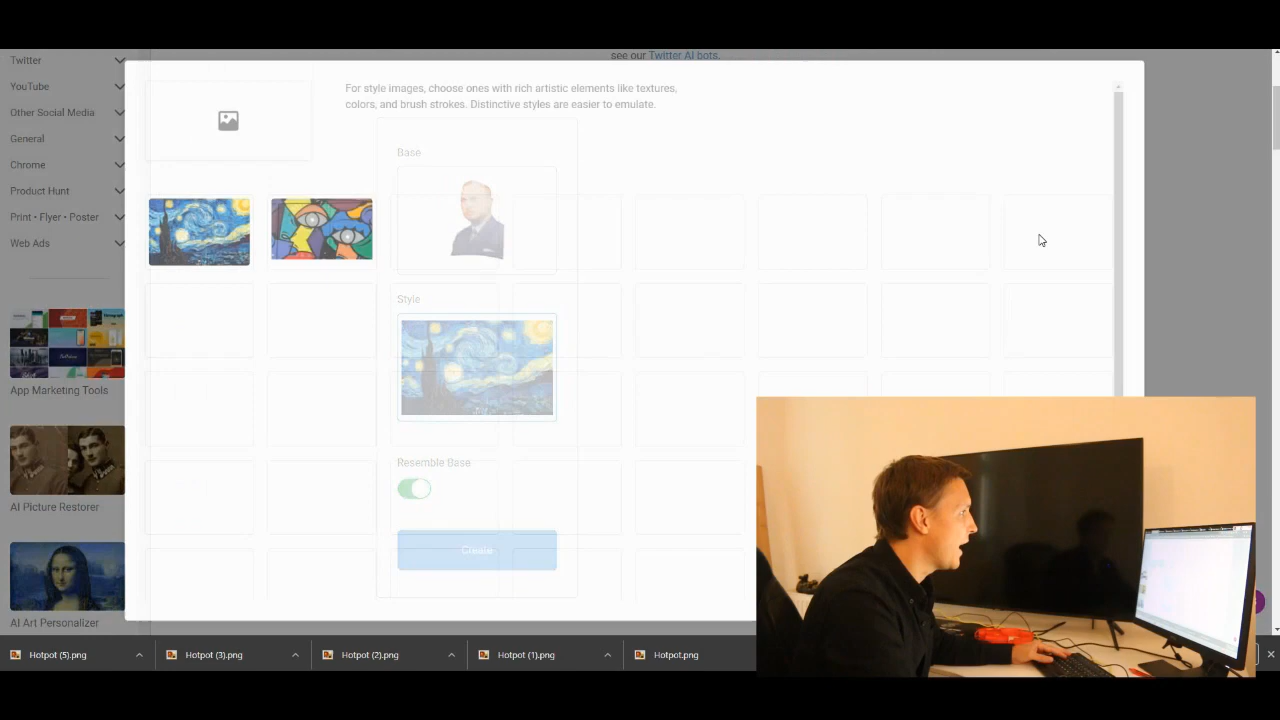 see our Twitter AI bots.
Twitter
YouTube
Other Social Media
General
Chrome
Product Hunt
Print • Flyer • Poster
Web Ads
App Marketing Tools
AI Picture Restorer
AI Art Personalizer
For style images, choose ones with rich artistic elements like textures,
colors, and brush strokes. Distinctive styles are easier to emulate.
Base
Style
Resemble Base
Create
Hotpot (5).png
Hotpot (3).png
Hotpot (2).png
Hotpot (1).png
Hotpot.png